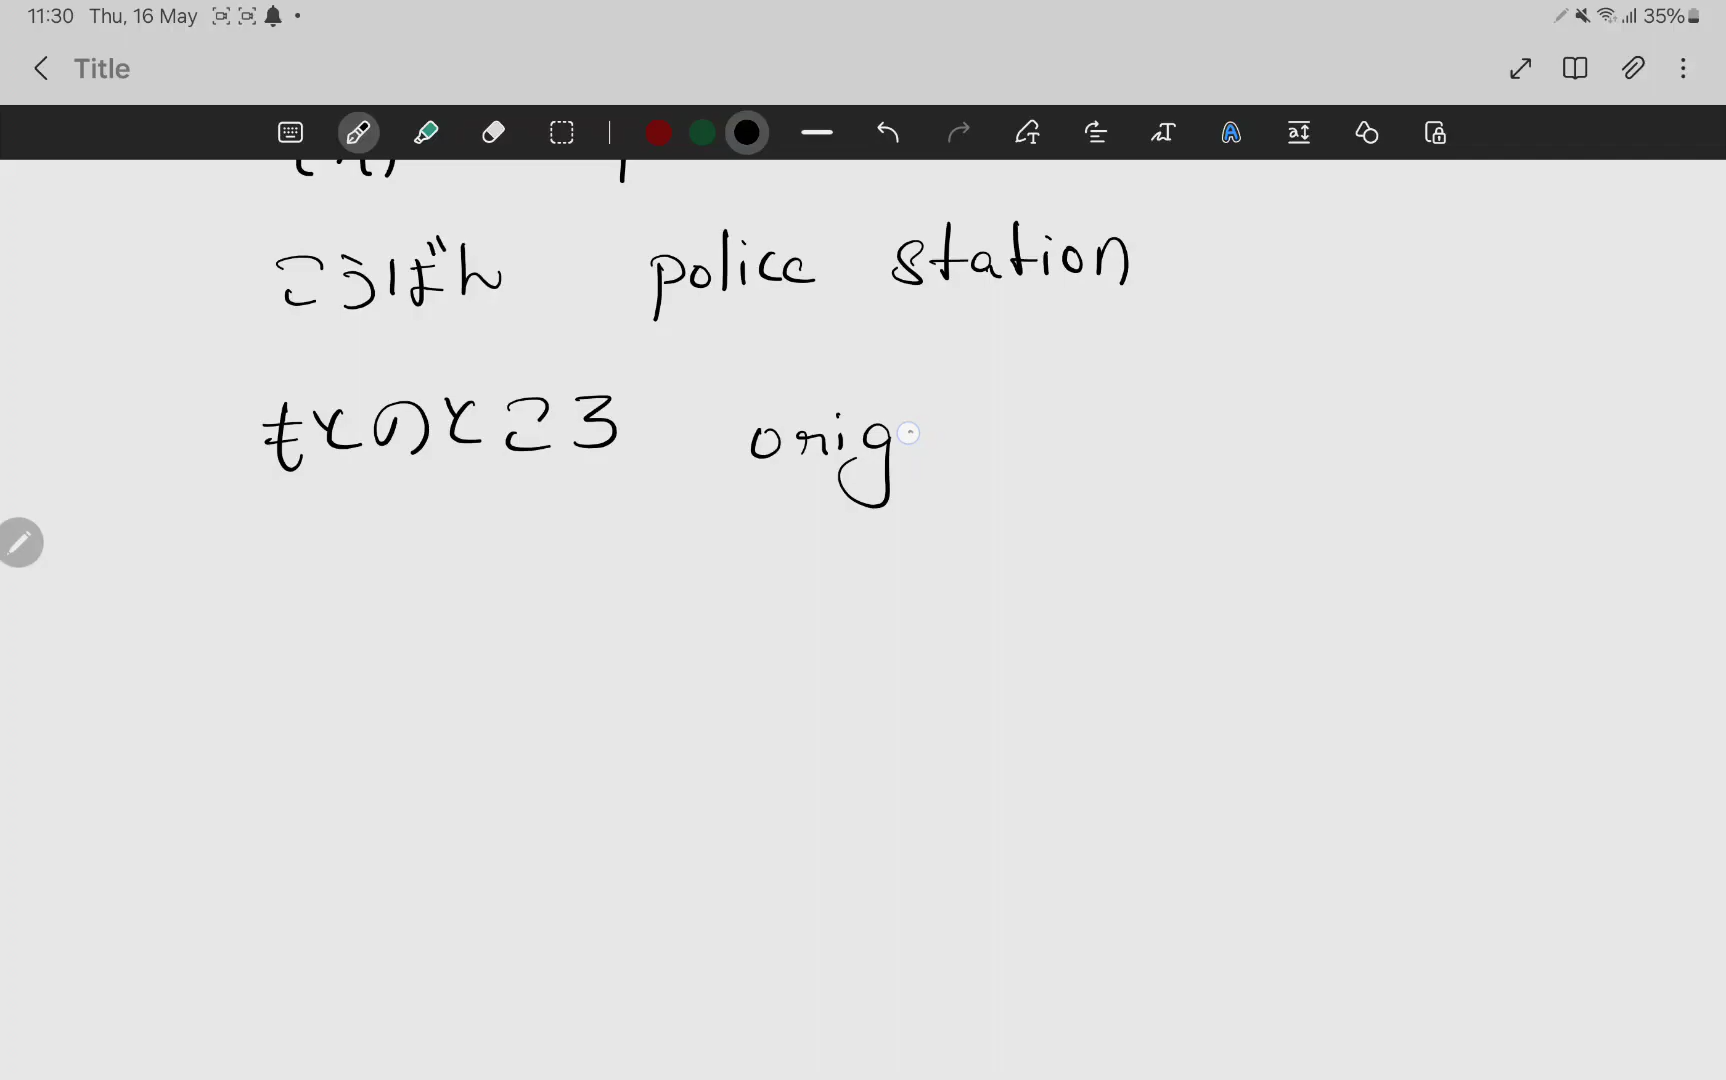 11:30 Thu, 16 May 35%
Title
こうばん police station
もとのところ orig